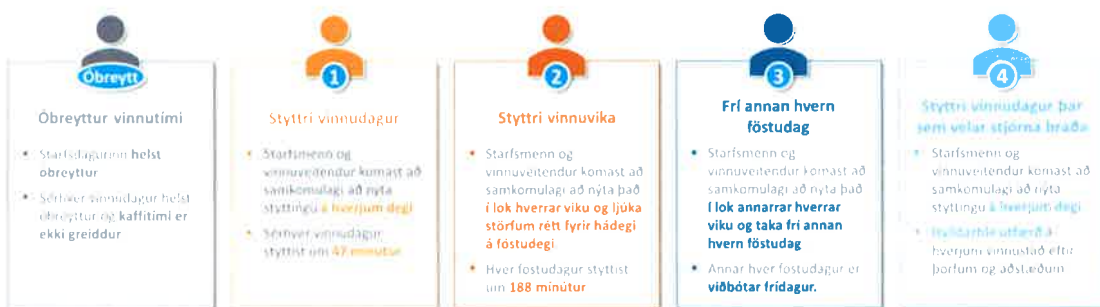 Óbreytt
Óbreyttur vinnutími
• Starfsdagurinn helst
óbreyttur
• Sérhver vinnudagur helst
óbreyttur og kaffitími er
ekki greiddur
1
Styttri vinnudagur
• Starfsmenn og
vinnuveitendur komast að
samkomulagi að nýta
styttingu á hverjum degi
• Sérhver vinnudagur
styttist um 47 mínútur
2
Styttri vinnuvika
• Starfsmenn og
vinnuveitendur komast að
samkomulagi að nýta það
í lok hverrar viku og ljúka
störfum rétt fyrir hádegi
á föstudegi
• Hver föstudagur styttist
um 188 mínútur
3
Frí annan hvern
föstudag
• Starfsmenn og
vinnuveitendur komast að
samkomulagi að nýta það
í lok annarrar hverrar
viku og taka frí annan
hvern föstudag
• Annar hver föstudagur er
viðbótar frídagur.
4
Styttri vinnudagur þar
sem vélar stjórna hraða
• Starfsmenn og
vinnuveitendur komast að
samkomulagi að nýta
styttingu á hverjum degi
• útfærð á
hverjum vinnustað eftir
þörfum og aðstæðum